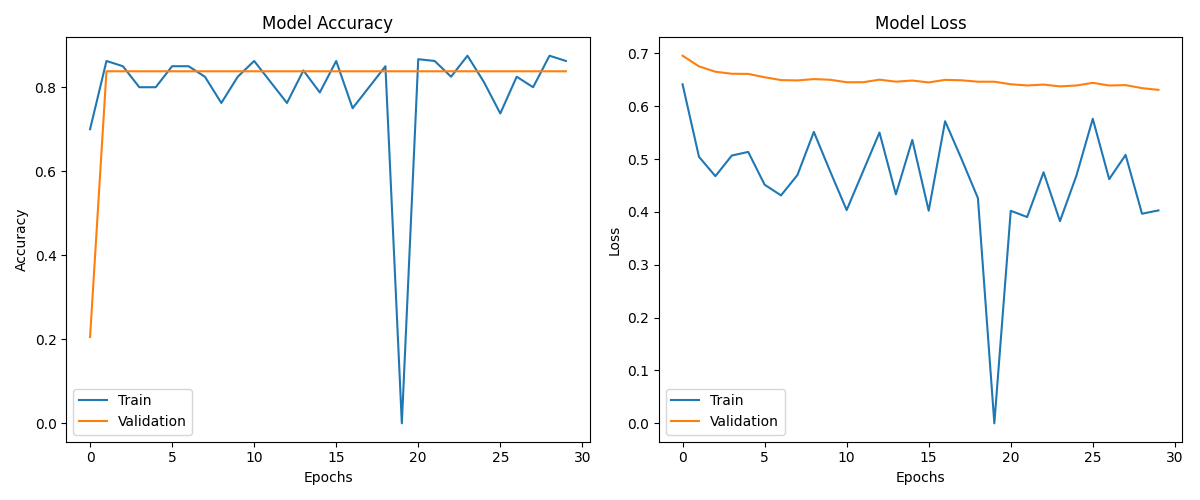 Model Accuracy
Accuracy
0.8
0.6
0.4
0.2
0.0
Train
Validation
0 5 10 15 20 25 30
Epochs
Model Loss
Loss
0.7
0.6
0.5
0.4
0.3
0.2
0.1
0.0
Train
Validation
0 5 10 15 20 25 30
Epochs